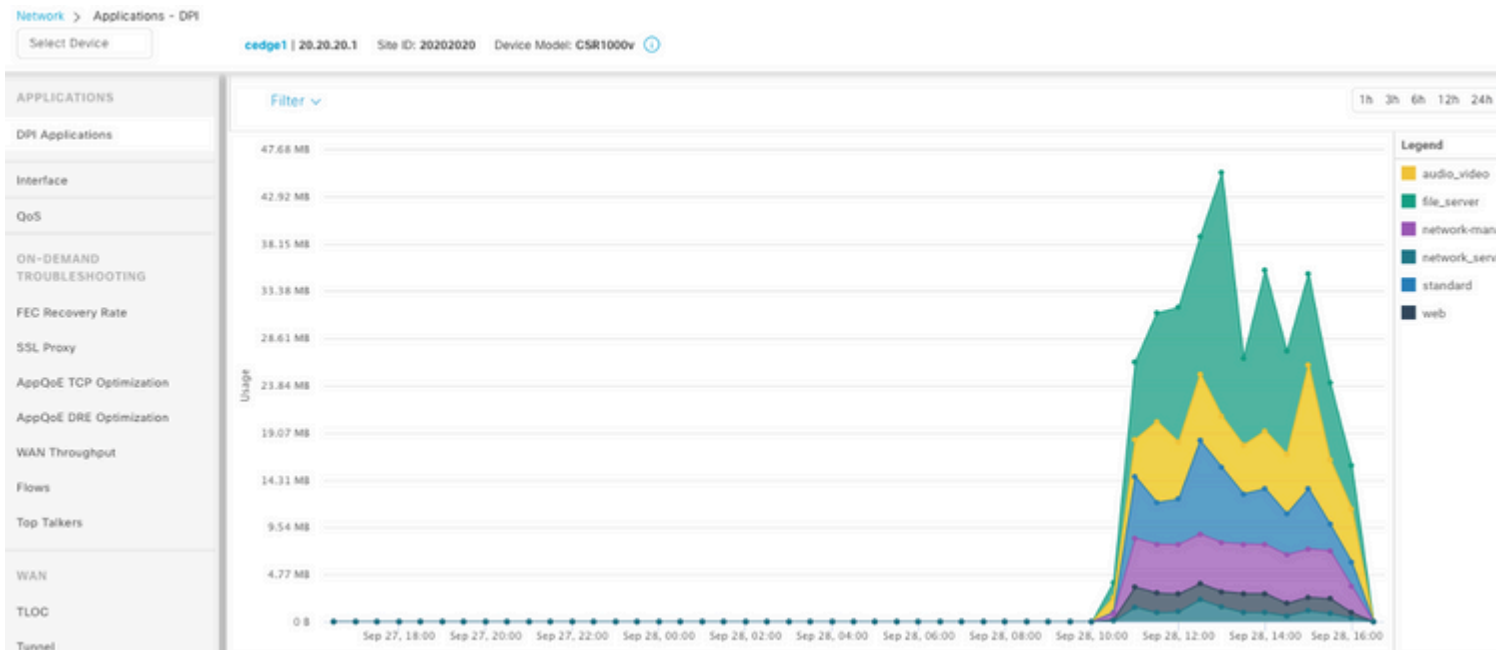 Network > Applications - DPI
Select Device
cedge1 | 20.20.20.1 Site ID: 20202020 Device Model: CSR1000v
APPLICATIONS
DPI Applications
Interface
QoS
ON-DEMAND
TROUBLESHOOTING
FEC Recovery Rate
SSL Proxy
AppQoE TCP Optimization
AppQoE DRE Optimization
WAN Throughput
Flows
Top Talkers
WAN
TLOC
Tunnel
Filter
1h 3h 6h 12h 24h
47.68 MB
42.92 MB
38.15 MB
33.38 MB
28.61 MB
23.84 MB
19.07 MB
14.31 MB
9.54 MB
4.77 MB
0 B
Usage
Sep 27, 18:00 Sep 27, 20:00 Sep 27, 22:00 Sep 28, 00:00 Sep 28, 02:00 Sep 28, 04:00 Sep 28, 06:00 Sep 28, 08:00 Sep 28, 10:00 Sep 28, 12:00 Sep 28, 14:00 Sep 28, 16:00
Legend
audio_video
file_server
network-man
network_serv
standard
web